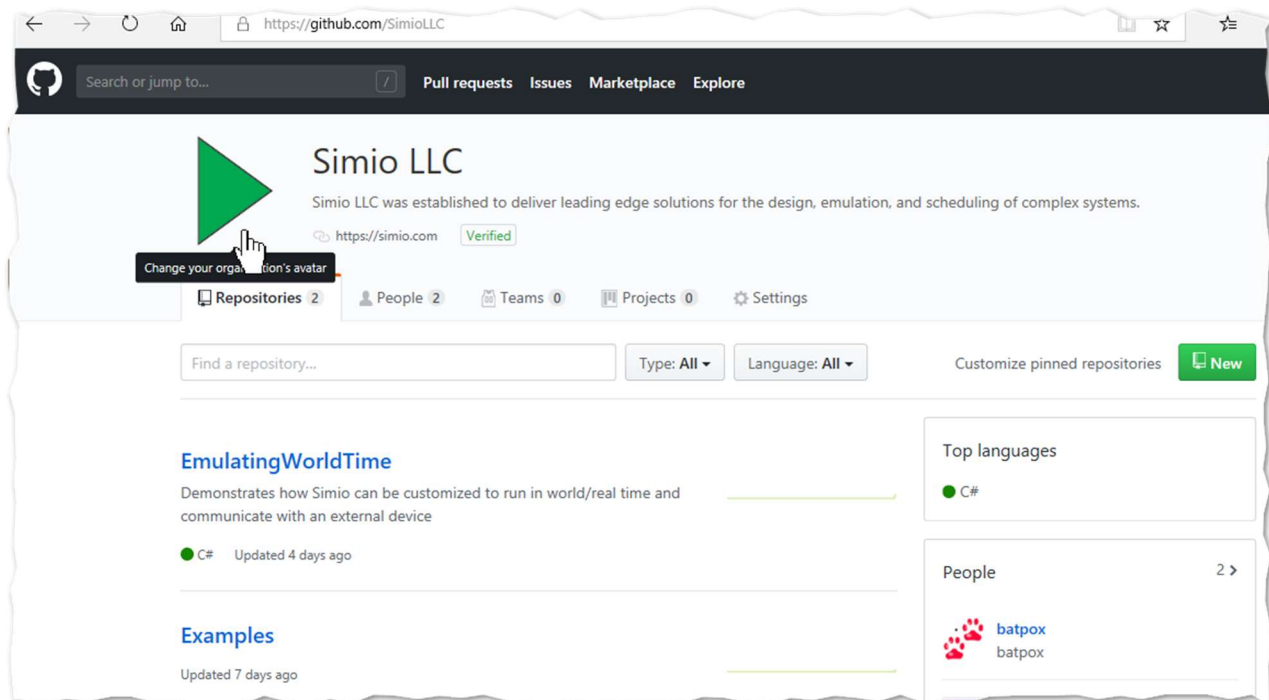 https://github.com/SimioLLC
Search or jump to... /
Pull requests Issues Marketplace Explore
Simio LLC
Simio LLC was established to deliver leading edge solutions for the design, emulation, and scheduling of complex systems.
https://simio.com Verified
Change your tion's avatar
Repositories 2 People 2 Teams 0 Projects 0 Settings
Find a repository... Type: All Language: All Customize pinned repositories New
EmulatingWorldTime
Demonstrates how Simio can be customized to run in world/real time and
communicate with an external device
C# Updated 4 days ago
Examples
Updated 7 days ago
Top languages
C#
People 2 >
batpox
batpox